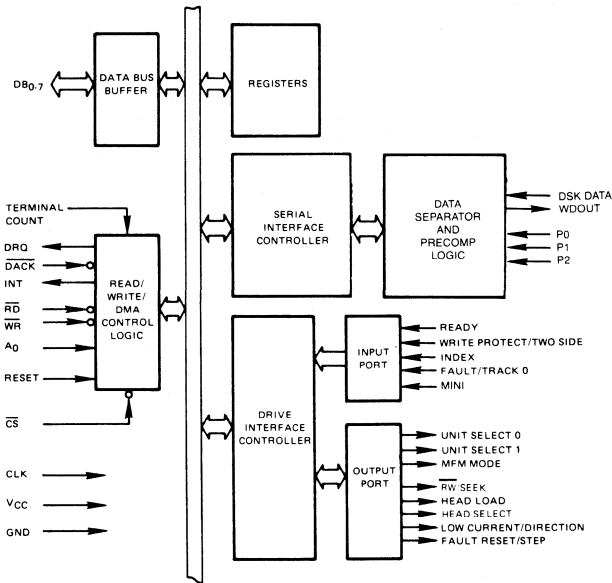 DB0-7
DATA BUS
BUFFER
REGISTERS
SERIAL
INTERFACE
CONTROLLER
DATA
SEPARATOR
AND
PRECOMP
LOGIC
DSK DATA
WDOUT
P0
P1
P2
TERMINAL
COUNT
DRQ
DACK
INT
RD
WR
A0
RESET
CS
READ/
WRITE/
DMA
CONTROL
LOGIC
DRIVE
INTERFACE
CONTROLLER
INPUT
PORT
READY
WRITE PROTECT/TWO SIDE
INDEX
FAULT/TRACK 0
MINI
OUTPUT
PORT
UNIT SELECT 0
UNIT SELECT 1
MFM MODE
RW/SEEK
HEAD LOAD
HEAD SELECT
LOW CURRENT/DIRECTION
FAULT RESET/STEP
CLK
VCC
GND